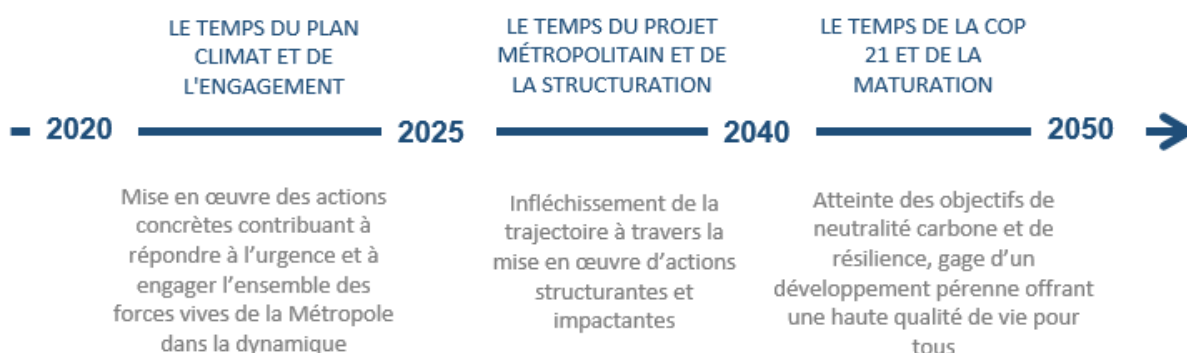 LE TEMPS DU PLAN
CLIMAT ET DE
L'ENGAGEMENT
LE TEMPS DU PROJET
MÉTROPOLITAIN ET DE
LA STRUCTURATION
LE TEMPS DE LA COP
21 ET DE LA
MATURATION
2020
2025
2040
2050
Mise en œuvre des actions
concrètes contribuant à
répondre à l’urgence et à
engager l’ensemble des
forces vives de la Métropole
dans la dynamique
Infléchissement de la
trajectoire à travers la
mise en œuvre d’actions
structurantes et
impactantes
Atteinte des objectifs de
neutralité carbone et de
résilience, gage d’un
développement pérenne offrant
une haute qualité de vie pour
tous